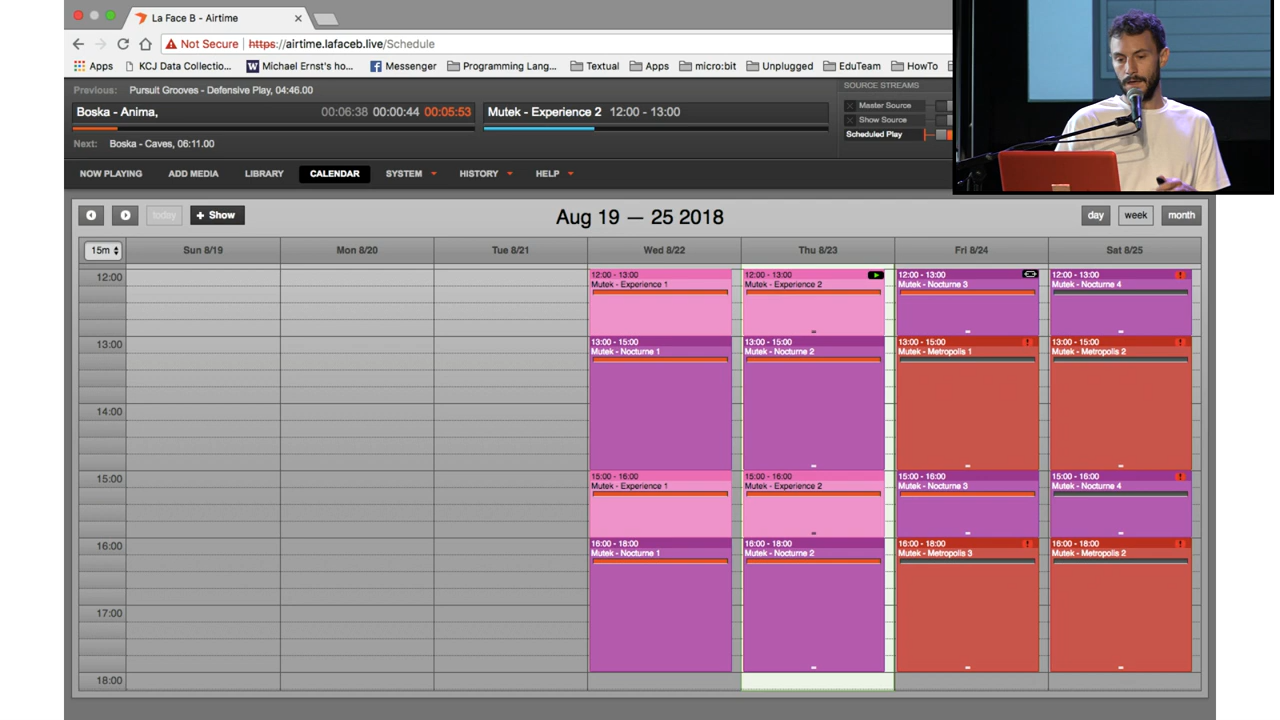 La Face B - Airtime
Not Secure https://airtime.lafaceb.live/Schedule
Apps KCJ Data Collectio... Michael Ernst's ho... Messenger Programming Lang... Textual Apps micro:bit Unplugged EduTeam HowTo
Previous: Pursuit Grooves - Defensive Play, 04:46.00
Boska - Anima, 00:06:38 00:00:44 00:05:53
Mutek - Experience 2 12:00 - 13:00
Next: Boska - Caves, 06:11.00
SOURCE STREAMS
Master Source
Show Source
Scheduled Play
NOW PLAYING ADD MEDIA LIBRARY CALENDAR SYSTEM HISTORY HELP
today + Show
Aug 19 — 25 2018
day week month
15m Sun 8/19 Mon 8/20 Tue 8/21 Wed 8/22 Thu 8/23 Fri 8/24 Sat 8/25
12:00
12:00 - 13:00 12:00 - 13:00 12:00 - 13:00 12:00 - 13:00
Mutek - Experience 1 Mutek - Experience 2 Mutek - Nocturne 3 Mutek - Nocturne 4
13:00
13:00 - 15:00 13:00 - 15:00 13:00 - 15:00 13:00 - 15:00
Mutek - Nocturne 1 Mutek - Nocturne 2 Mutek - Metropolis 1 Mutek - Metropolis 2
14:00
15:00
15:00 - 16:00 15:00 - 16:00 15:00 - 16:00 15:00 - 16:00
Mutek - Experience 1 Mutek - Experience 2 Mutek - Nocturne 3 Mutek - Nocturne 4
16:00
16:00 - 18:00 16:00 - 18:00 16:00 - 18:00 16:00 - 18:00
Mutek - Nocturne 1 Mutek - Nocturne 2 Mutek - Metropolis 3 Mutek - Metropolis 2
17:00
18:00